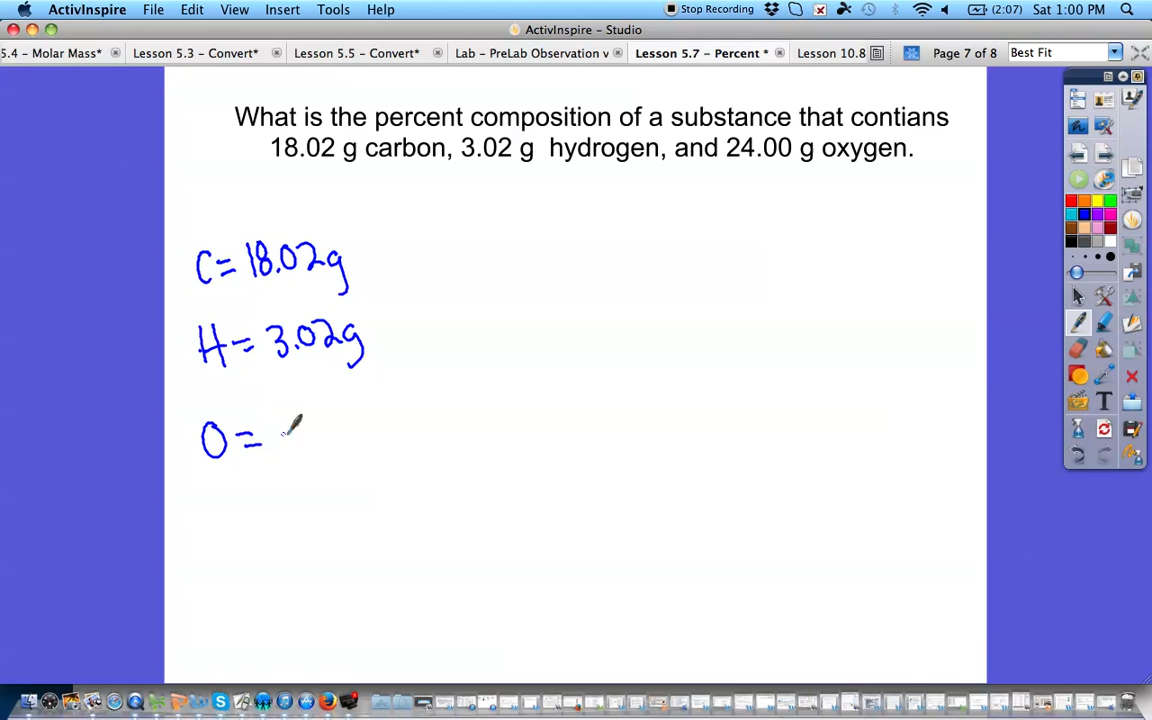 ActivInspire File Edit View Insert Tools Help Stop Recording (2:07) Sat 1:00 PM
ActivInspire - Studio
5.4 – Molar Mass* Lesson 5.3 – Convert* Lesson 5.5 – Convert* Lab – PreLab Observation v Lesson 5.7 – Percent * Lesson 10.8 Page 7 of 8 Best Fit
What is the percent composition of a substance that contians
18.02 g carbon, 3.02 g hydrogen, and 24.00 g oxygen.
C= 18.02g
H= 3.02g
O=